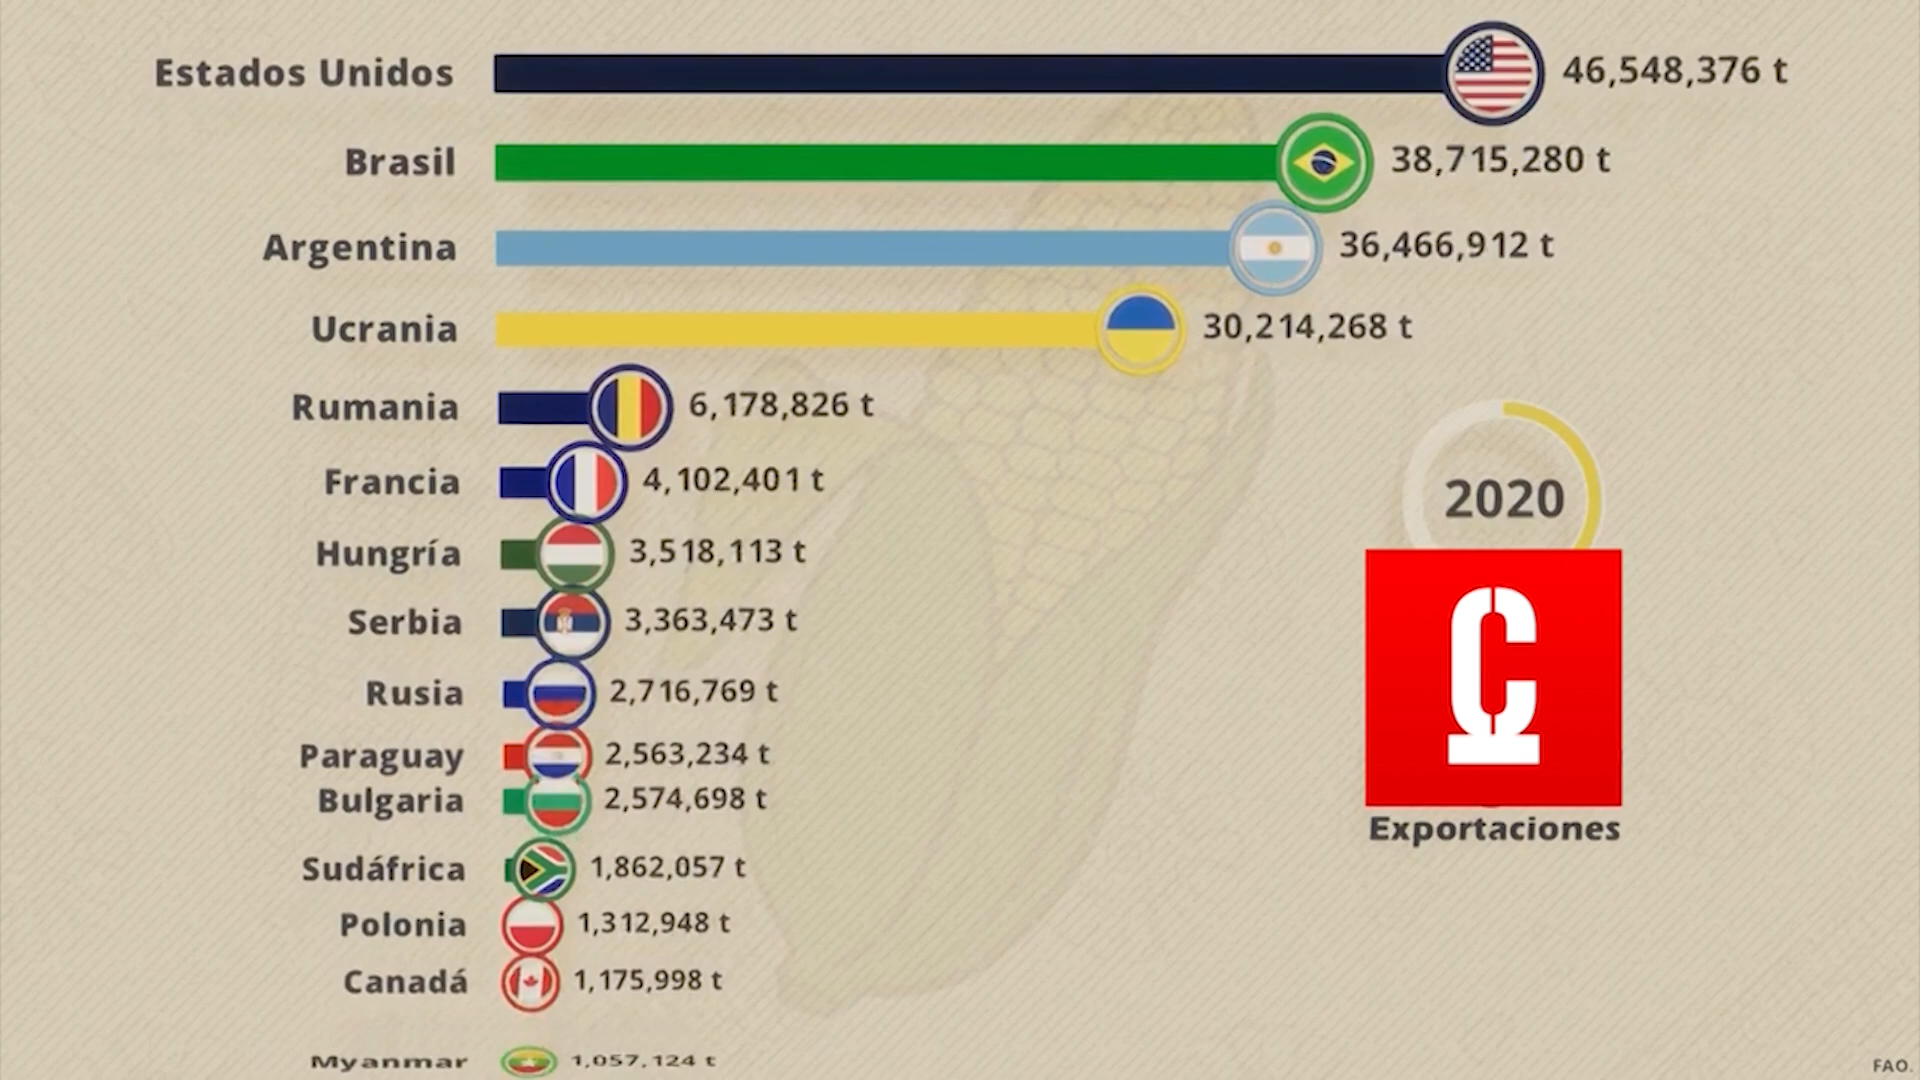 Estados Unidos 46,548,376 t
Brasil 38,715,280 t
Argentina 36,466,912 t
Ucrania 30,214,268 t
Rumania 6,178,826 t
Francia 4,102,401 t
Hungría 3,518,113 t
Serbia 3,363,473 t
Rusia 2,716,769 t
Paraguay 2,563,234 t
Bulgaria 2,574,698 t
Sudáfrica 1,862,057 t
Polonia 1,312,948 t
Canadá 1,175,998 t
Myanmar 1,057,124 t
2020
Exportaciones
FAO.